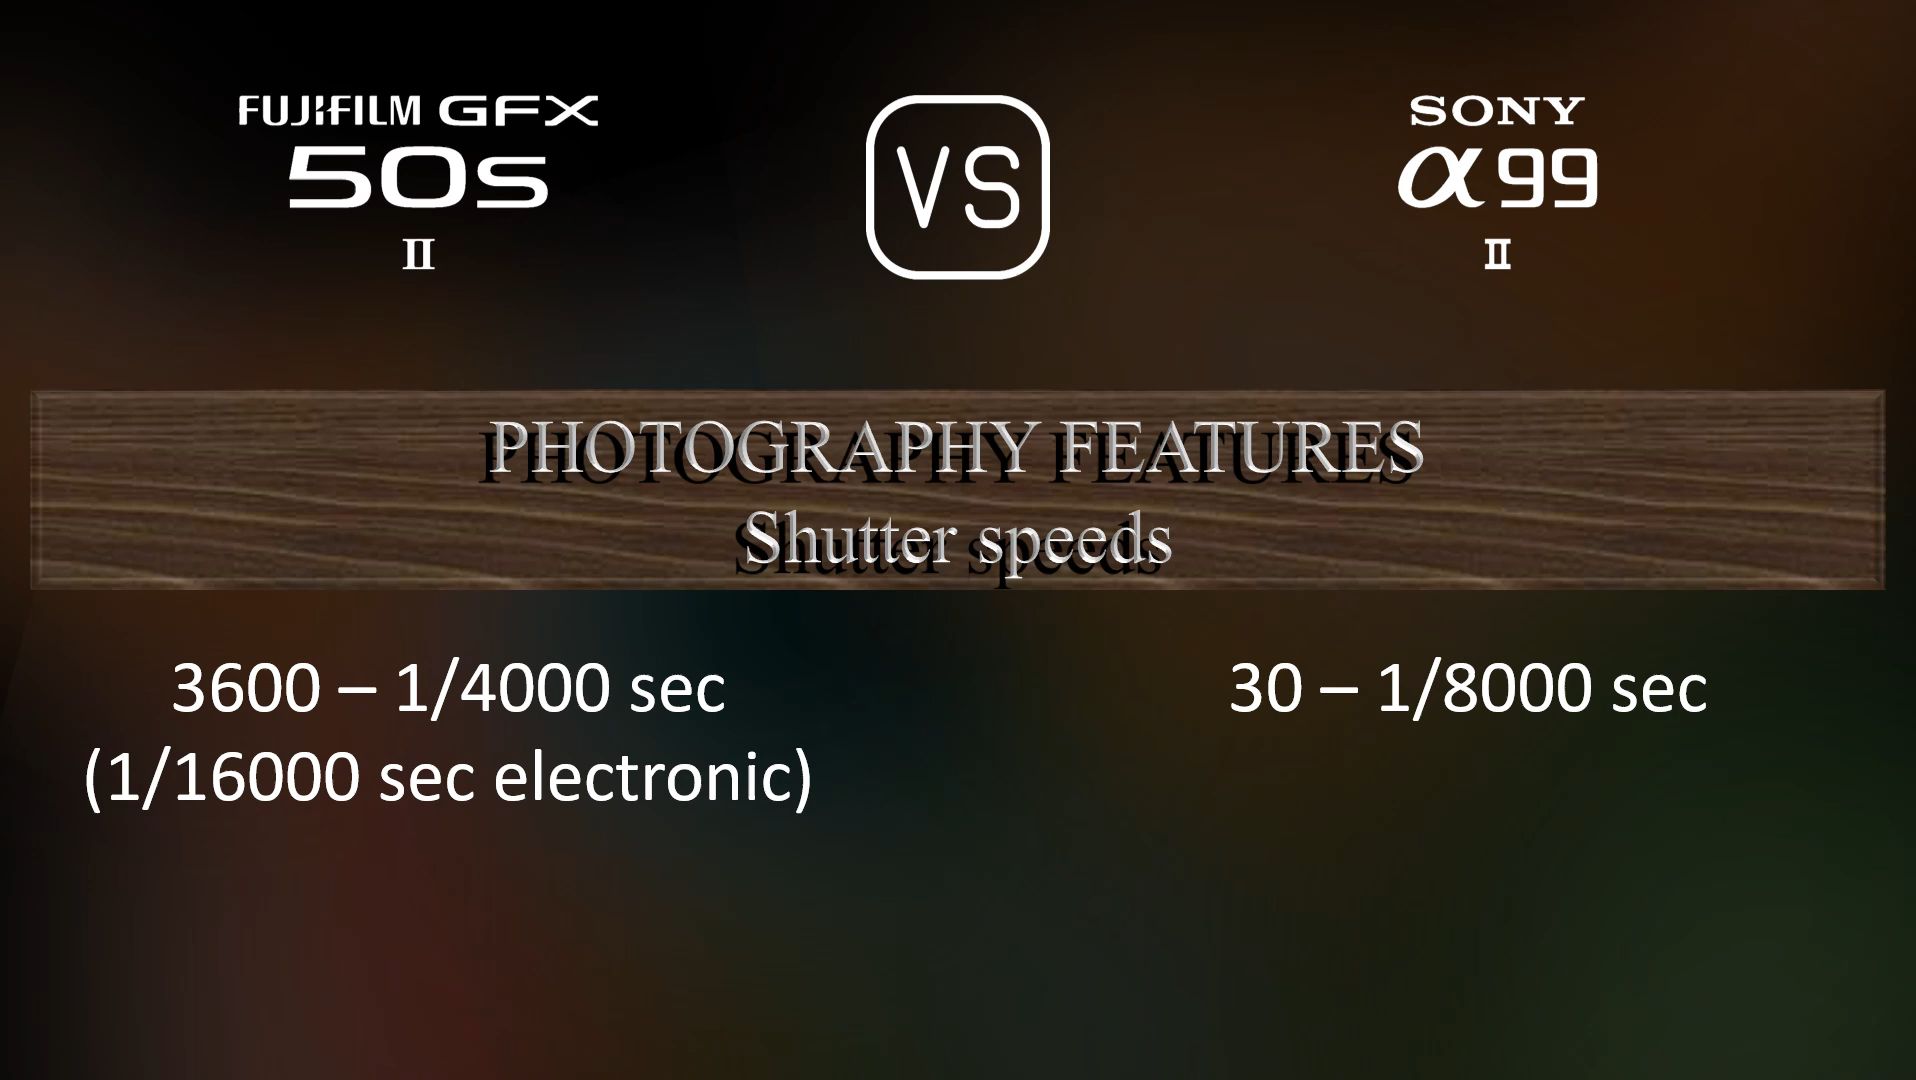 FUJIFILM GFX
50s
II
VS
SONY
α99
II
PHOTOGRAPHY FEATURES
Shutter speeds
3600 – 1/4000 sec
(1/16000 sec electronic)
30 – 1/8000 sec